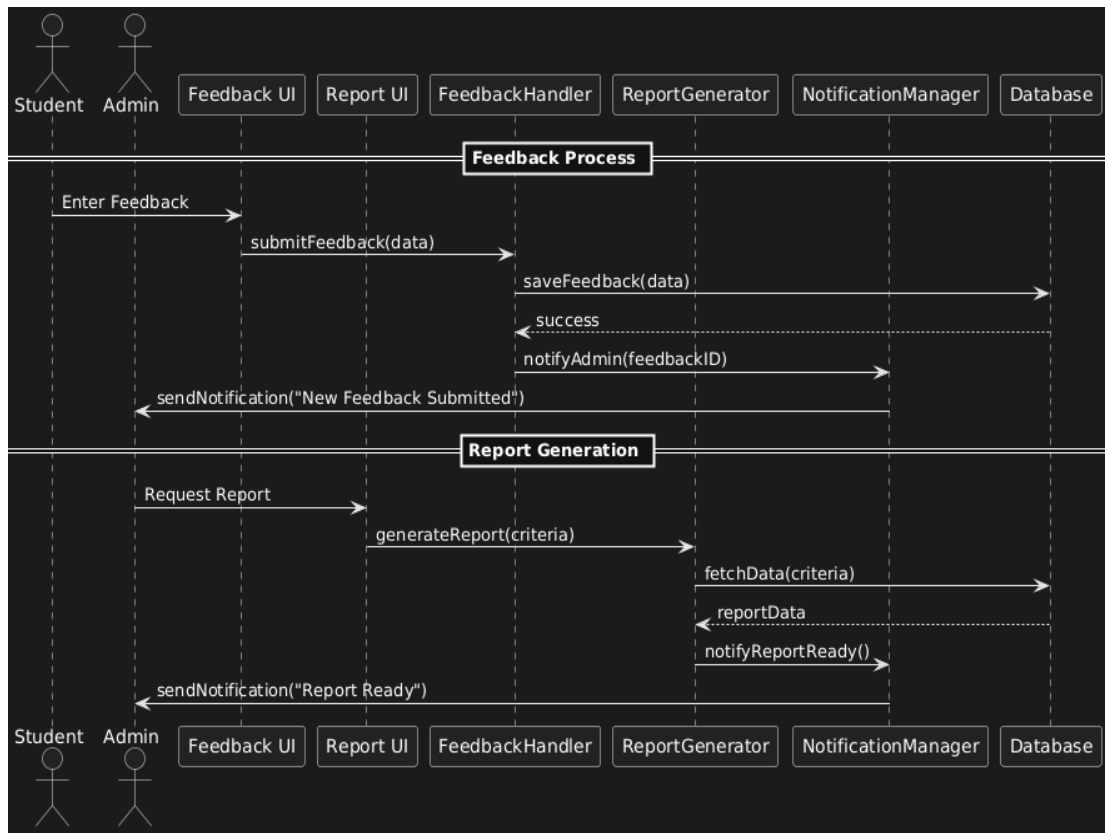 Student Admin Feedback UI Report UI FeedbackHandler ReportGenerator NotificationManager Database
Feedback Process
Enter Feedback
submitFeedback(data)
saveFeedback(data)
success
notifyAdmin(feedbackID)
sendNotification("New Feedback Submitted")
Report Generation
Request Report
generateReport(criteria)
fetchData(criteria)
reportData
notifyReportReady()
sendNotification("Report Ready")
Student Admin Feedback UI Report UI FeedbackHandler ReportGenerator NotificationManager Database